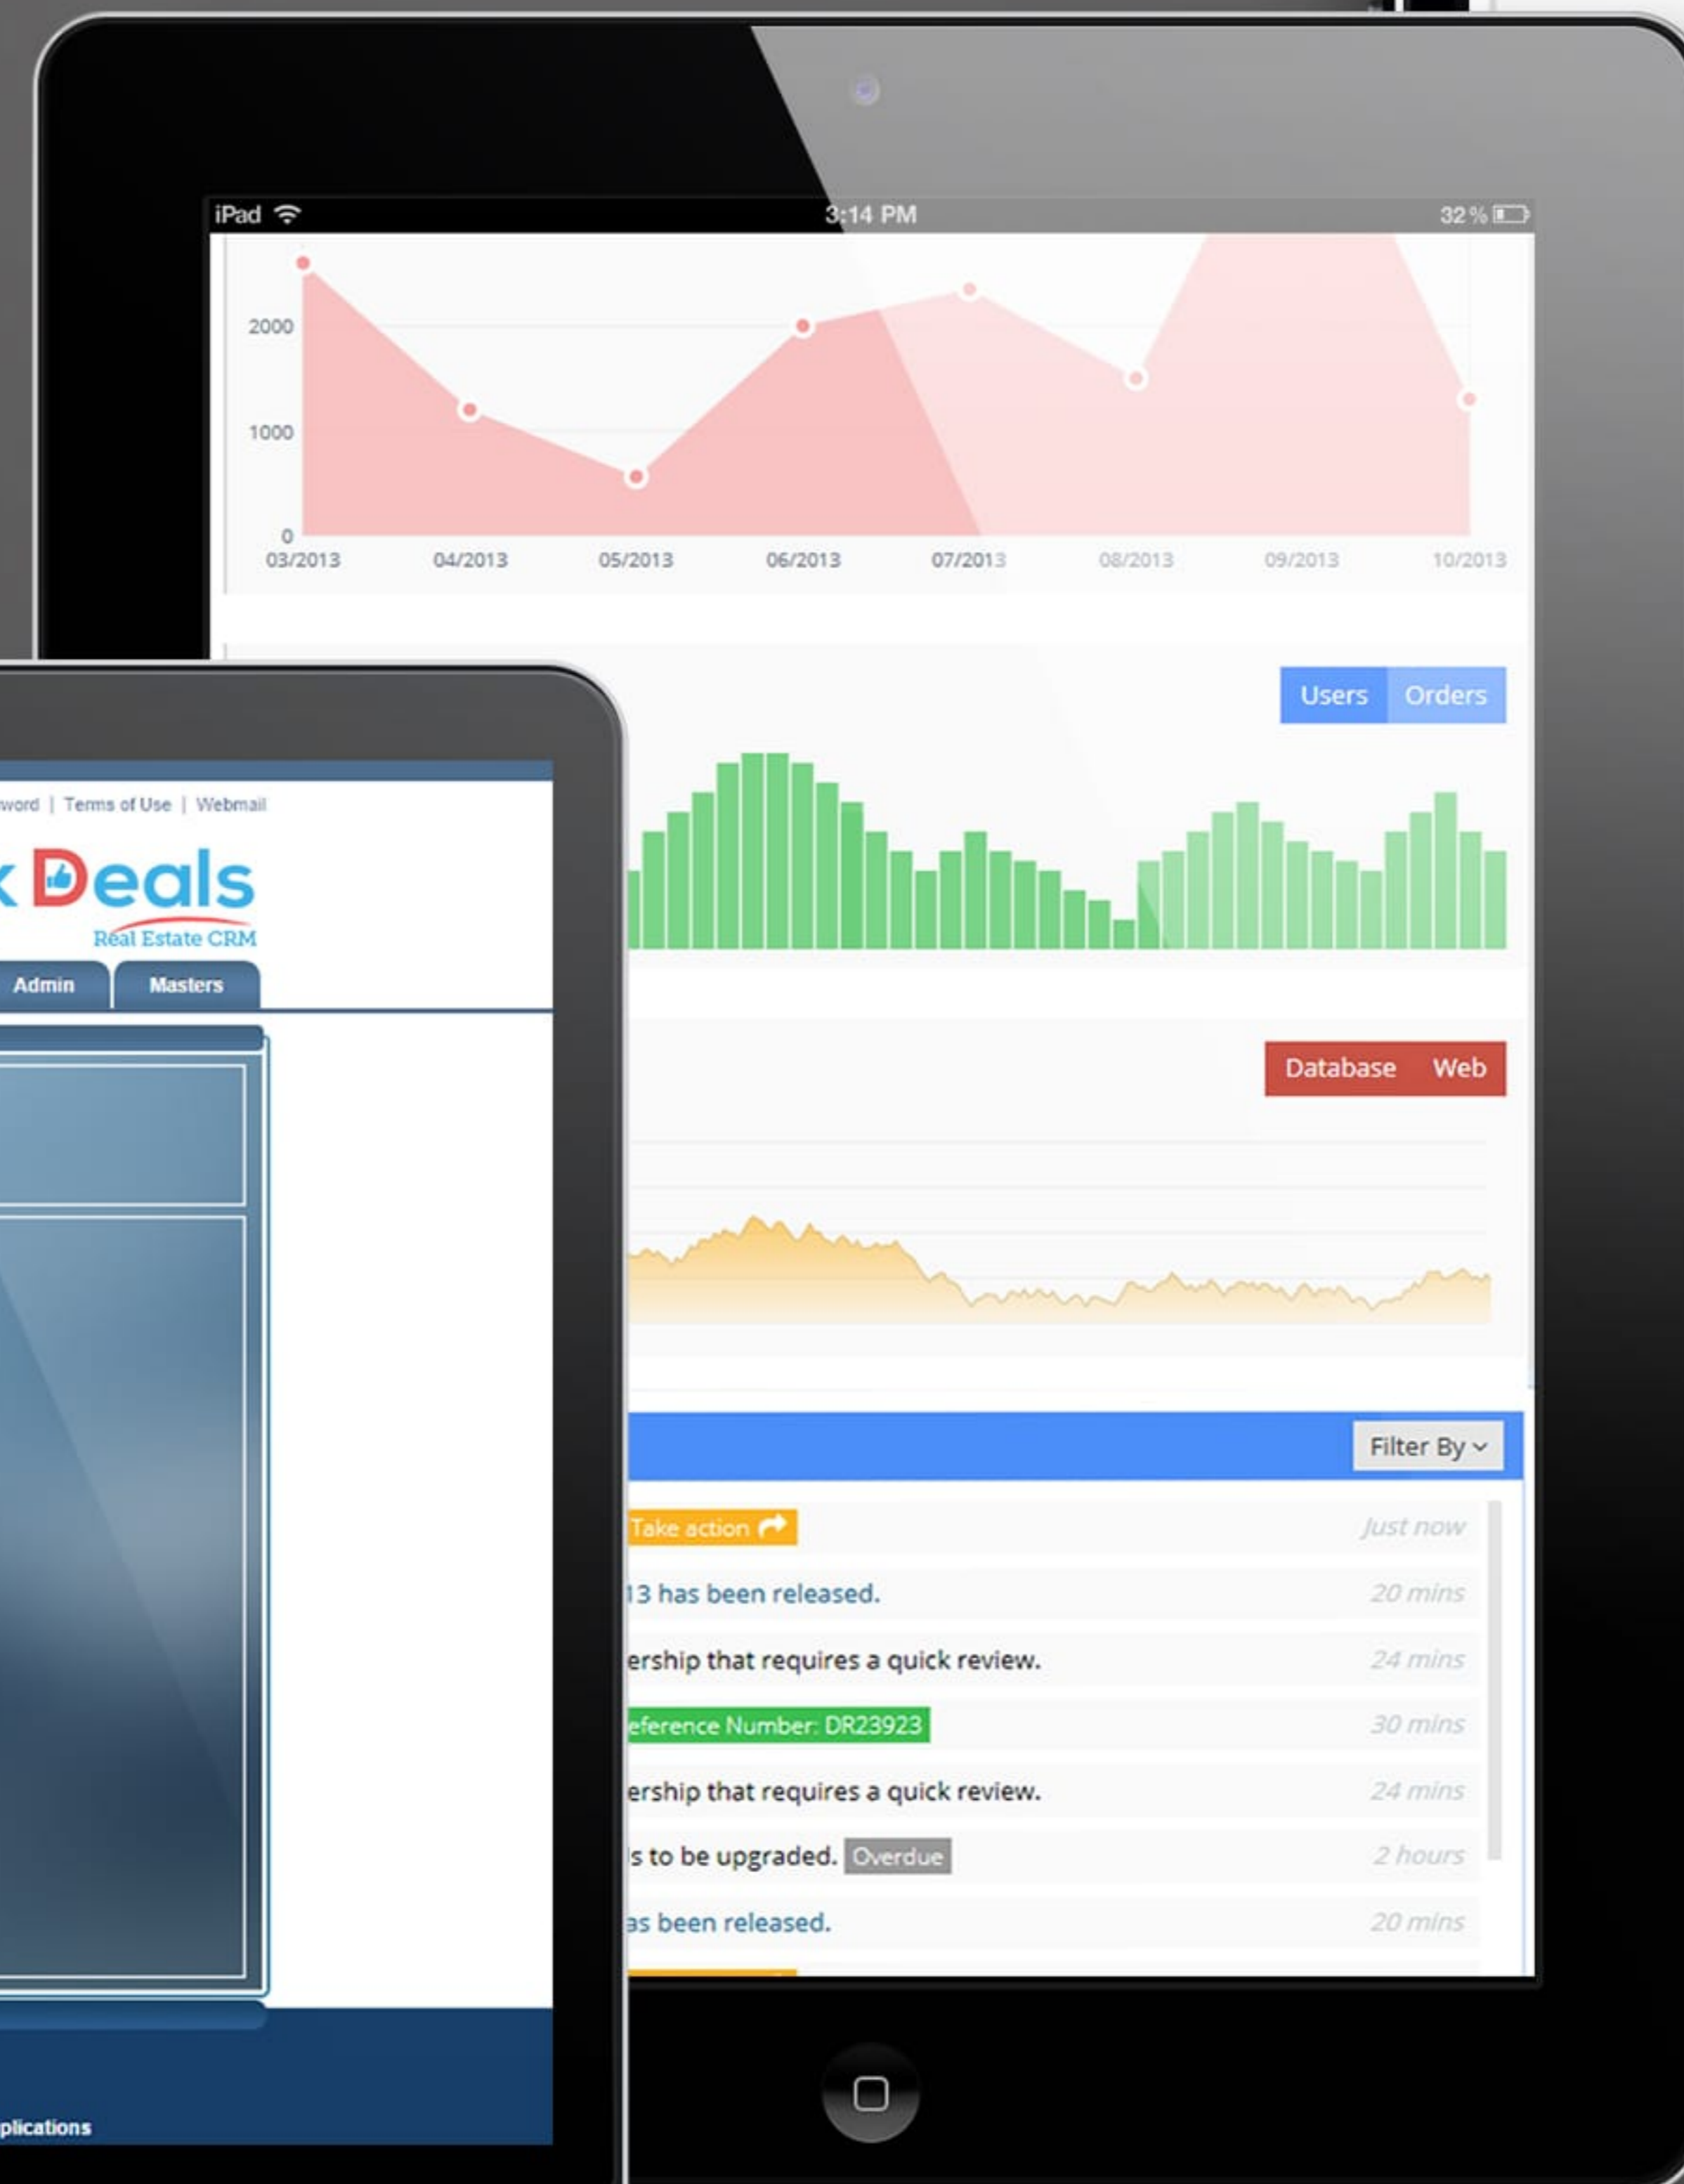 iPad 3:14 PM 32%
2000
1000
0
03/2013 04/2013 05/2013 06/2013 07/2013 08/2013 09/2013 10/2013
Users Orders
word | Terms of Use | Webmail
k Deals
Real Estate CRM
Admin Masters
Database Web
Filter By
Take action Just now
13 has been released. 20 mins
ership that requires a quick review. 24 mins
eference Number: DR23923 30 mins
ership that requires a quick review. 24 mins
s to be upgraded. Overdue 2 hours
as been released. 20 mins
plications